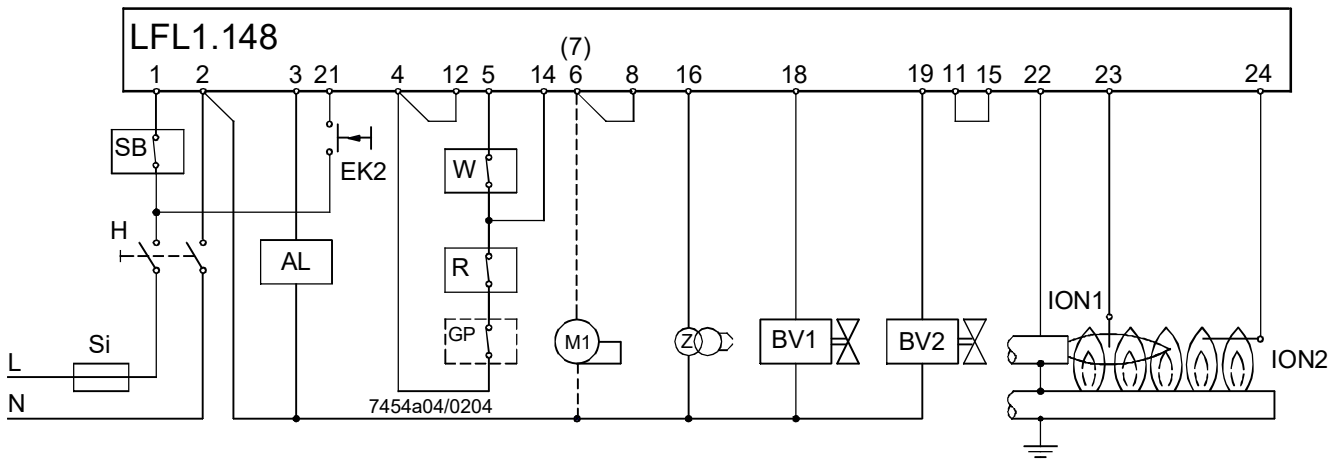 LFL1.148
(7)
1 2 3 21 4 12 5 14 6 8 16 18 19 11 15 22 23 24
SB
EK2
W
H
AL
R
ION1
GP
M1
Z
BV1
BV2
ION2
Si
L
N
7454a04/0204